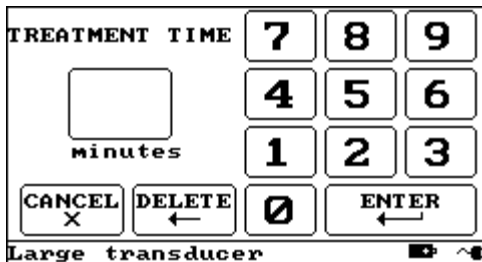 TREATMENT TIME 7 8 9
4 5 6
minutes 1 2 3
CANCEL DELETE 0 ENTER
Large transducer